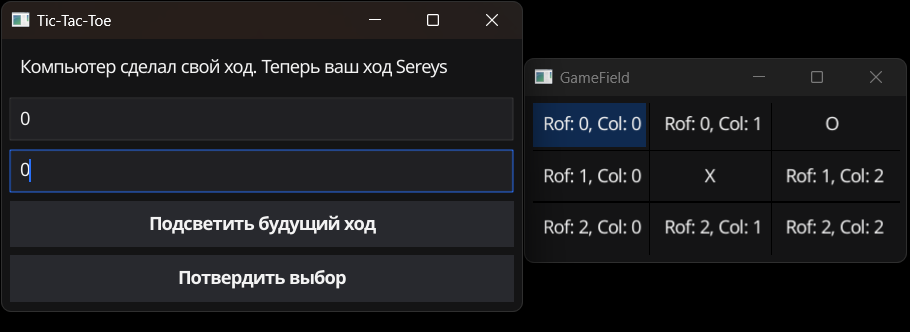 Tic-Tac-Toe
Компьютер сделал свой ход. Теперь ваш ход Sereys
0
0
Подсветить будущий ход
Потвердить выбор
GameField
Rof: 0, Col: 0 Rof: 0, Col: 1 O
Rof: 1, Col: 0 X Rof: 1, Col: 2
Rof: 2, Col: 0 Rof: 2, Col: 1 Rof: 2, Col: 2